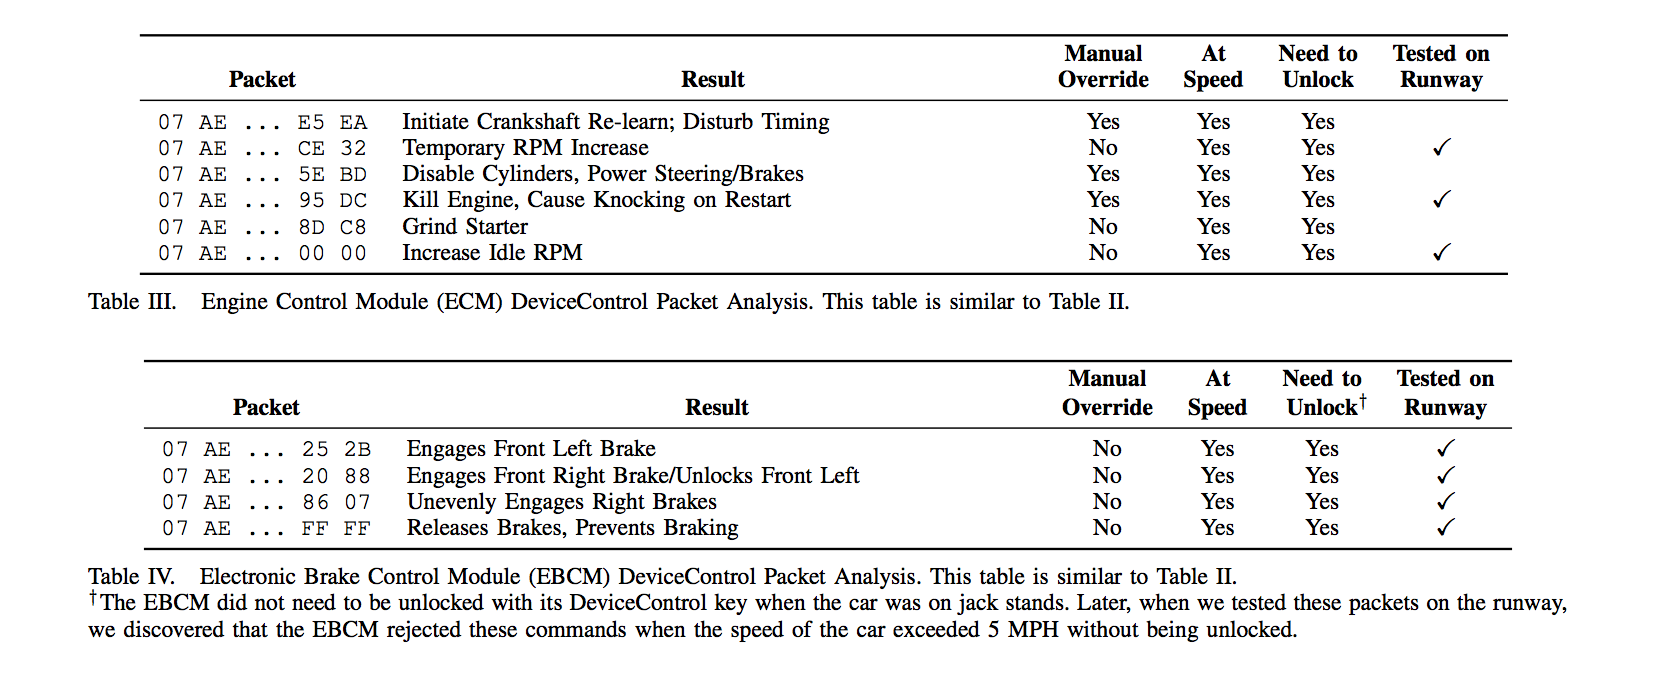 Manual At Need to Tested on
Packet Result Override Speed Unlock Runway
07 AE ... E5 EA Initiate Crankshaft Re-learn; Disturb Timing Yes Yes Yes
07 AE ... CE 32 Temporary RPM Increase No Yes Yes ✓
07 AE ... 5E BD Disable Cylinders, Power Steering/Brakes Yes Yes Yes
07 AE ... 95 DC Kill Engine, Cause Knocking on Restart Yes Yes Yes ✓
07 AE ... 8D C8 Grind Starter No Yes Yes
07 AE ... 00 00 Increase Idle RPM No Yes Yes ✓
Table III. Engine Control Module (ECM) DeviceControl Packet Analysis. This table is similar to Table II.
Manual At Need to Tested on
Packet Result Override Speed Unlock† Runway
07 AE ... 25 2B Engages Front Left Brake No Yes Yes ✓
07 AE ... 20 88 Engages Front Right Brake/Unlocks Front Left No Yes Yes ✓
07 AE ... 86 07 Unevenly Engages Right Brakes No Yes Yes ✓
07 AE ... FF FF Releases Brakes, Prevents Braking No Yes Yes ✓
Table IV. Electronic Brake Control Module (EBCM) DeviceControl Packet Analysis. This table is similar to Table II.
†The EBCM did not need to be unlocked with its DeviceControl key when the car was on jack stands. Later, when we tested these packets on the runway,
we discovered that the EBCM rejected these commands when the speed of the car exceeded 5 MPH without being unlocked.